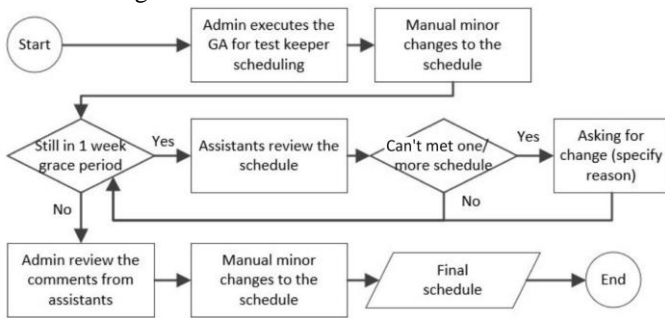 Start
Admin executes the
GA for test keeper
scheduling
Manual minor
changes to the
schedule
Still in 1 week
grace period
Yes
Assistants review the
schedule
Can't met one/
more schedule
Yes
Asking for
change (specify
reason)
No
No
Admin review the
comments from
assistants
Manual minor
changes to the
schedule
Final
schedule
End